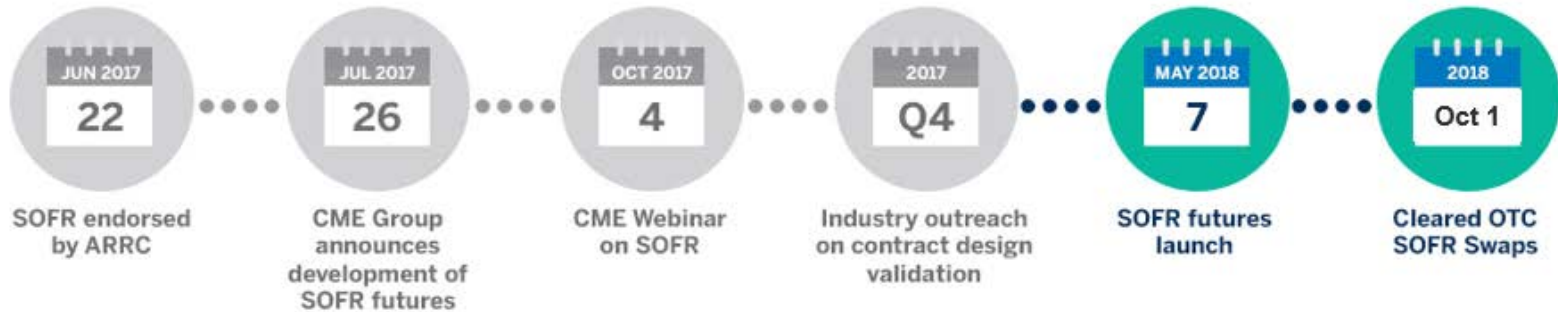 JUN 2017
22
SOFR endorsed
by ARRC
JUL 2017
26
CME Group
announces
development of
SOFR futures
OCT 2017
4
CME Webinar
on SOFR
2017
Q4
Industry outreach
on contract design
validation
MAY 2018
7
SOFR futures
launch
2018
Oct 1
Cleared OTC
SOFR Swaps